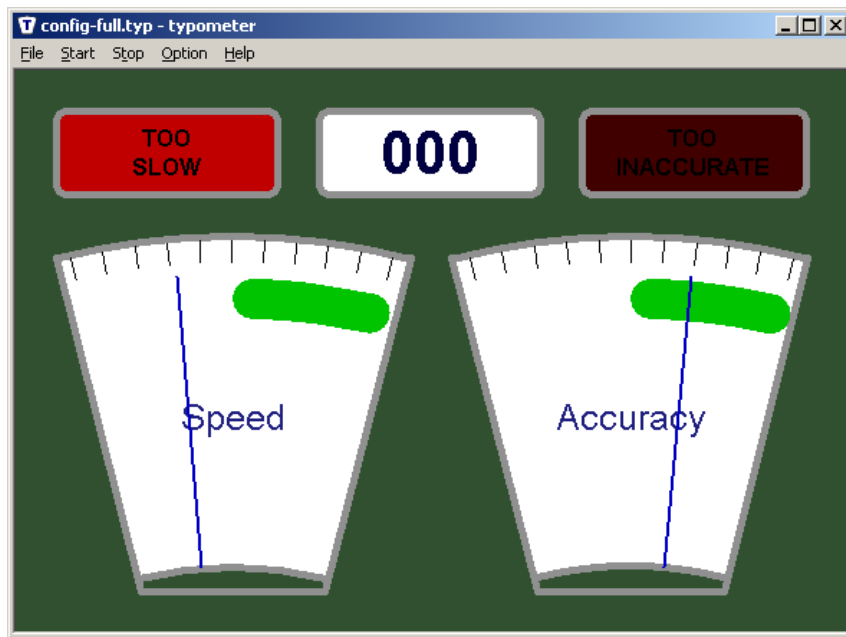 config-full.typ - typometer
File Start Stop Option Help
TOO
SLOW
000
TOO
INACCURATE
Speed
Accuracy